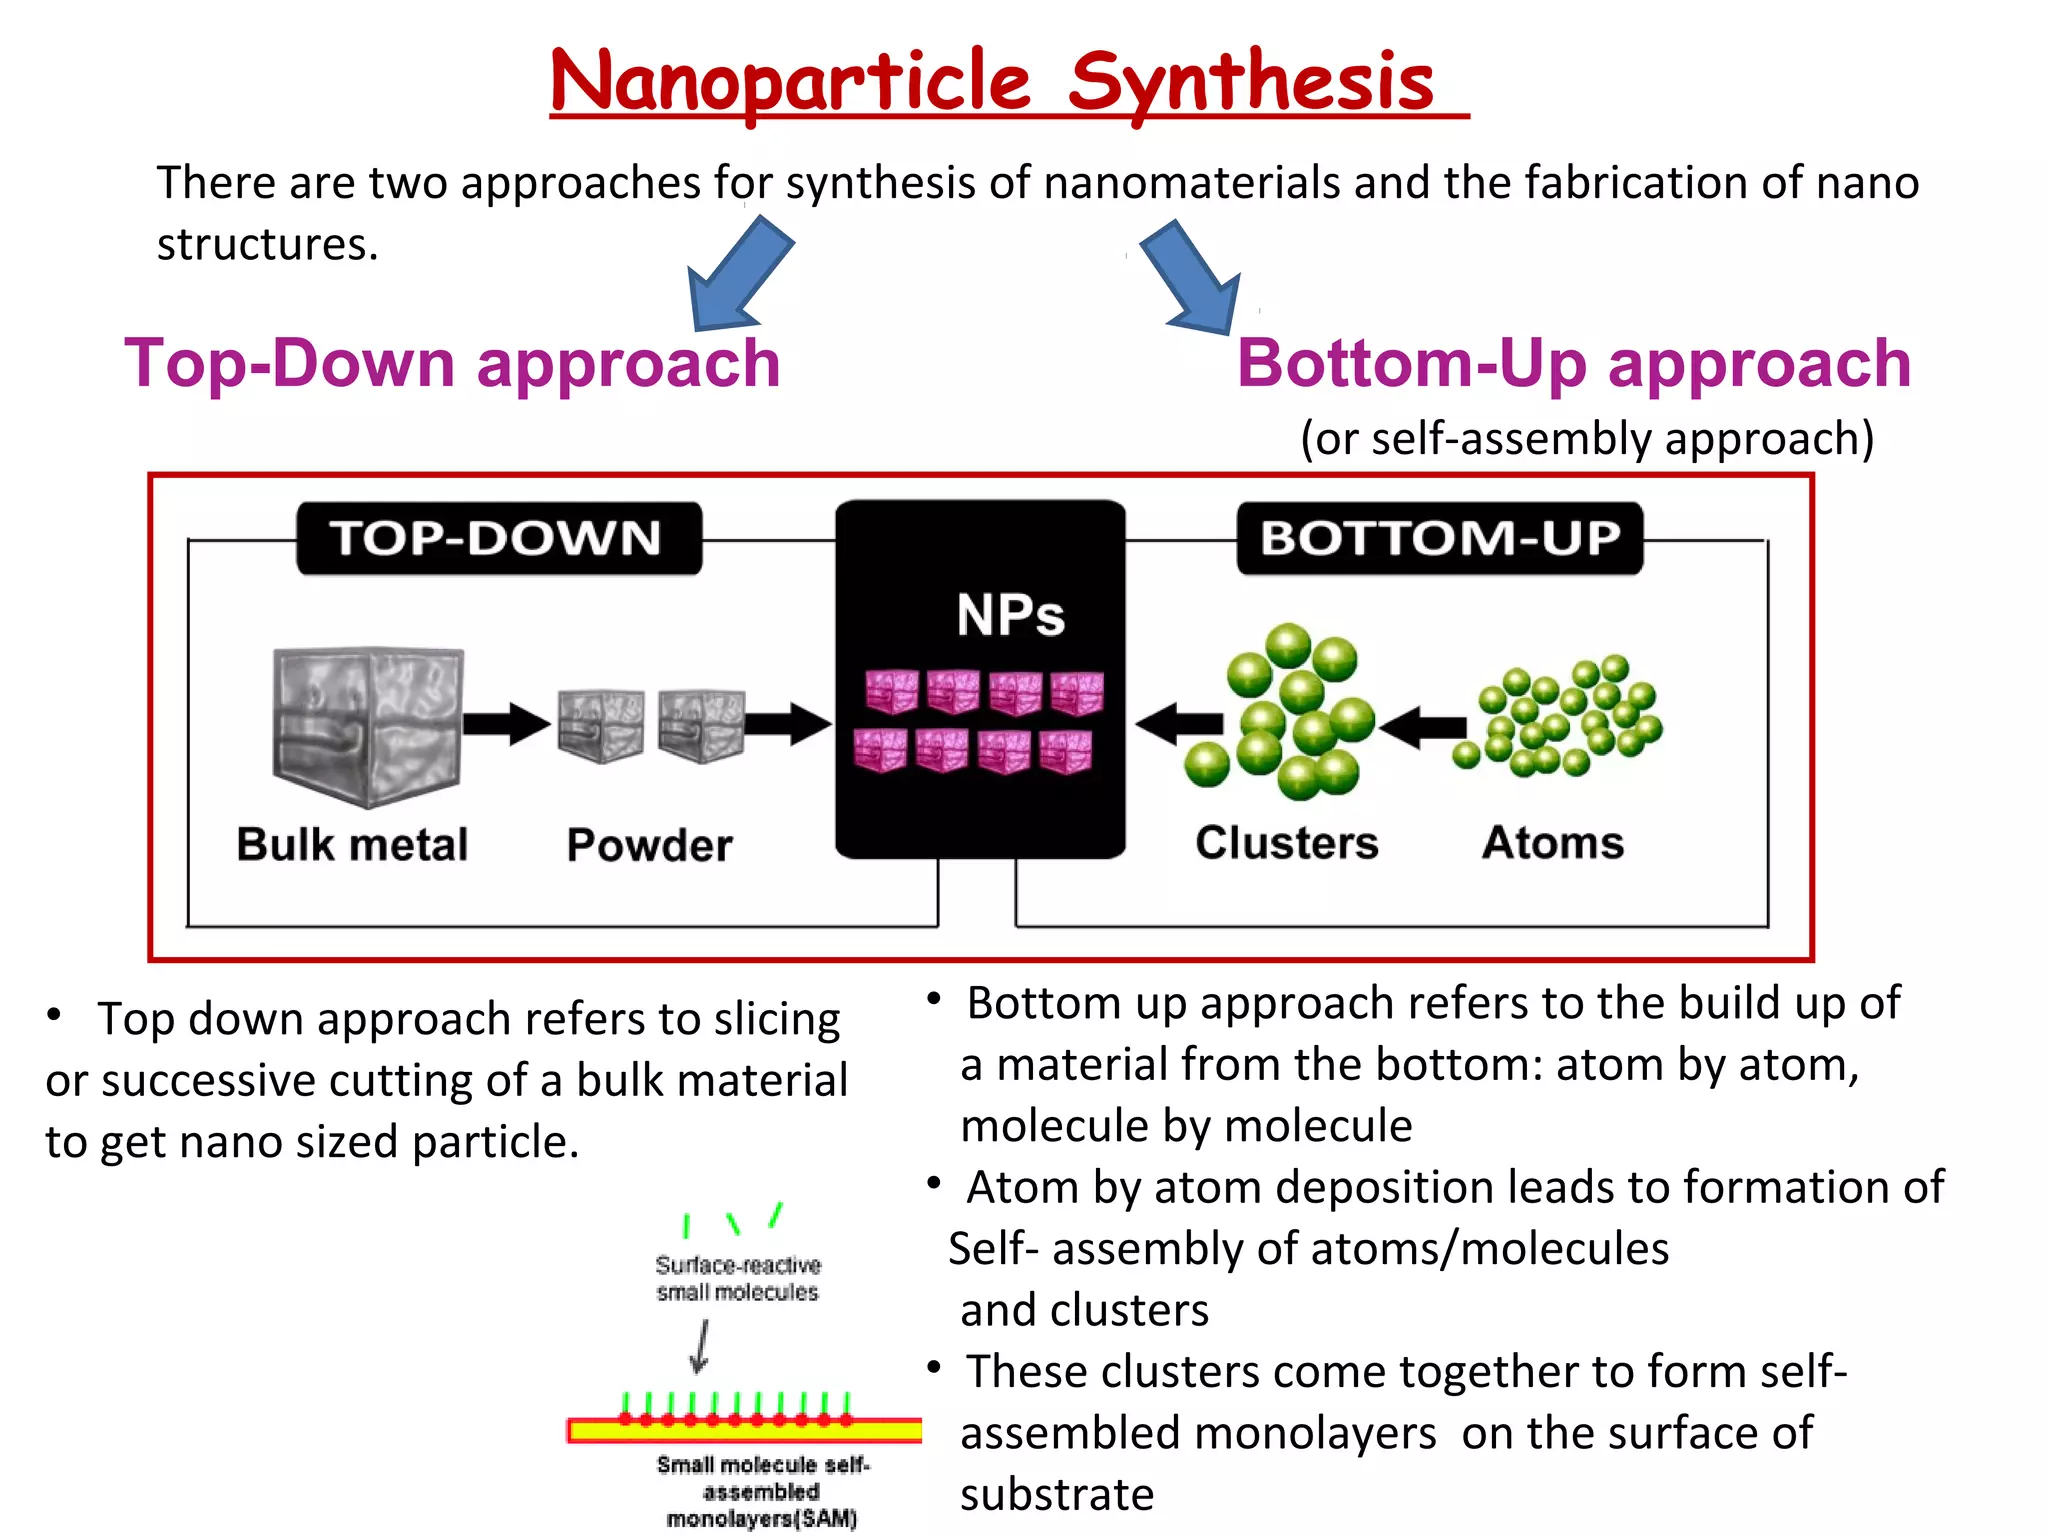 Nanoparticle Synthesis
There are two approaches for synthesis of nanomaterials and the fabrication of nano
structures.
Top-Down approach
Bottom-Up approach
(or self-assembly approach)
TOP-DOWN
BOTTOM-UP
NPs
Bulk metal
Powder
Clusters
Atoms
• Top down approach refers to slicing
or successive cutting of a bulk material
to get nano sized particle.
Surface-reactive
small molecules
Small molecule self-
assembled
monolayers(SAM)
• Bottom up approach refers to the build up of
a material from the bottom: atom by atom,
molecule by molecule
• Atom by atom deposition leads to formation of
Self- assembly of atoms/molecules
and clusters
• These clusters come together to form self-
assembled monolayers on the surface of
substrate